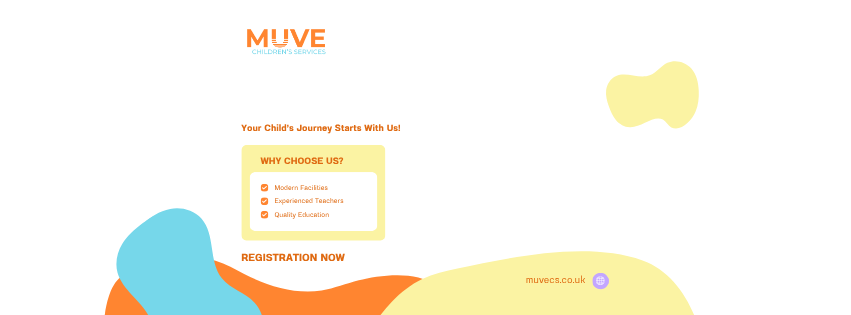 MUVE
CHILDREN'S SERVICES
Your Child's Journey Starts With Us!
WHY CHOOSE US?
Modern Facilities
Experienced Teachers
Quality Education
REGISTRATION NOW
muvecs.co.uk